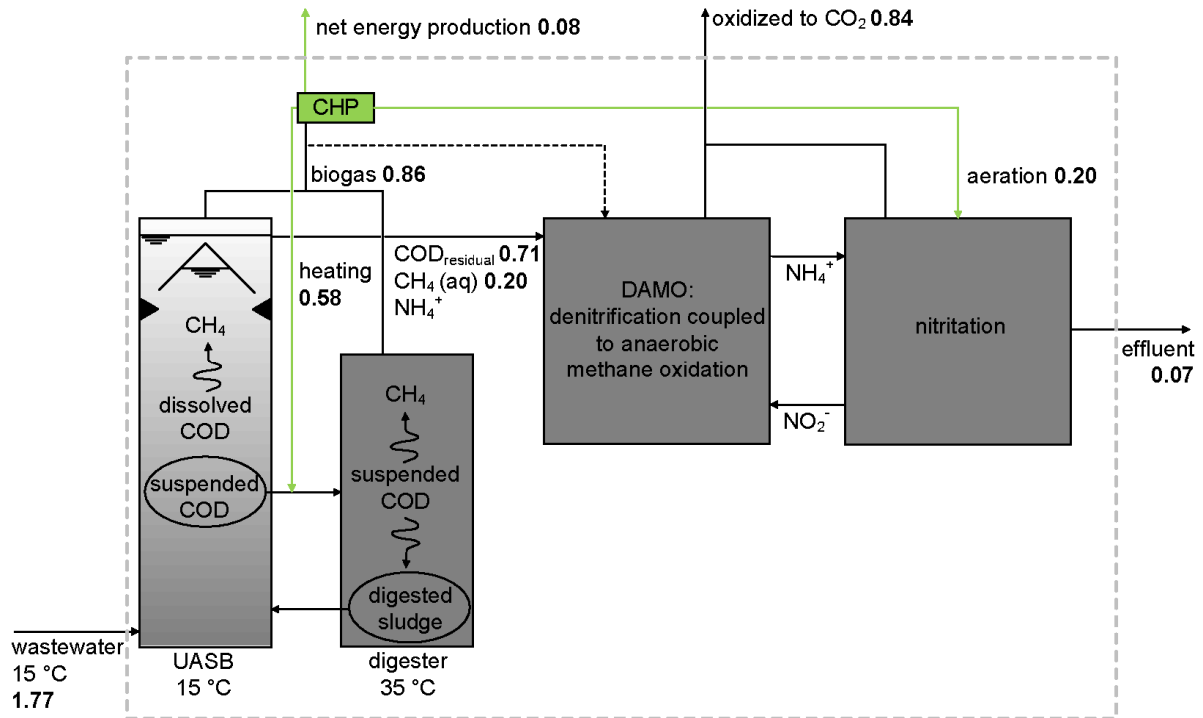 net energy production 0.08
oxidized to CO₂ 0.84
CHP
biogas 0.86
aeration 0.20
heating
0.58
COD_residual 0.71
CH₄ (aq) 0.20
NH₄⁺
CH₄
dissolved
COD
suspended
COD
CH₄
suspended
COD
digested
sludge
DAMO:
denitrification coupled
to anaerobic
methane oxidation
NH₄⁺
NO₂⁻
nitritation
effluent
0.07
wastewater
15 °C
1.77
UASB
15 °C
digester
35 °C